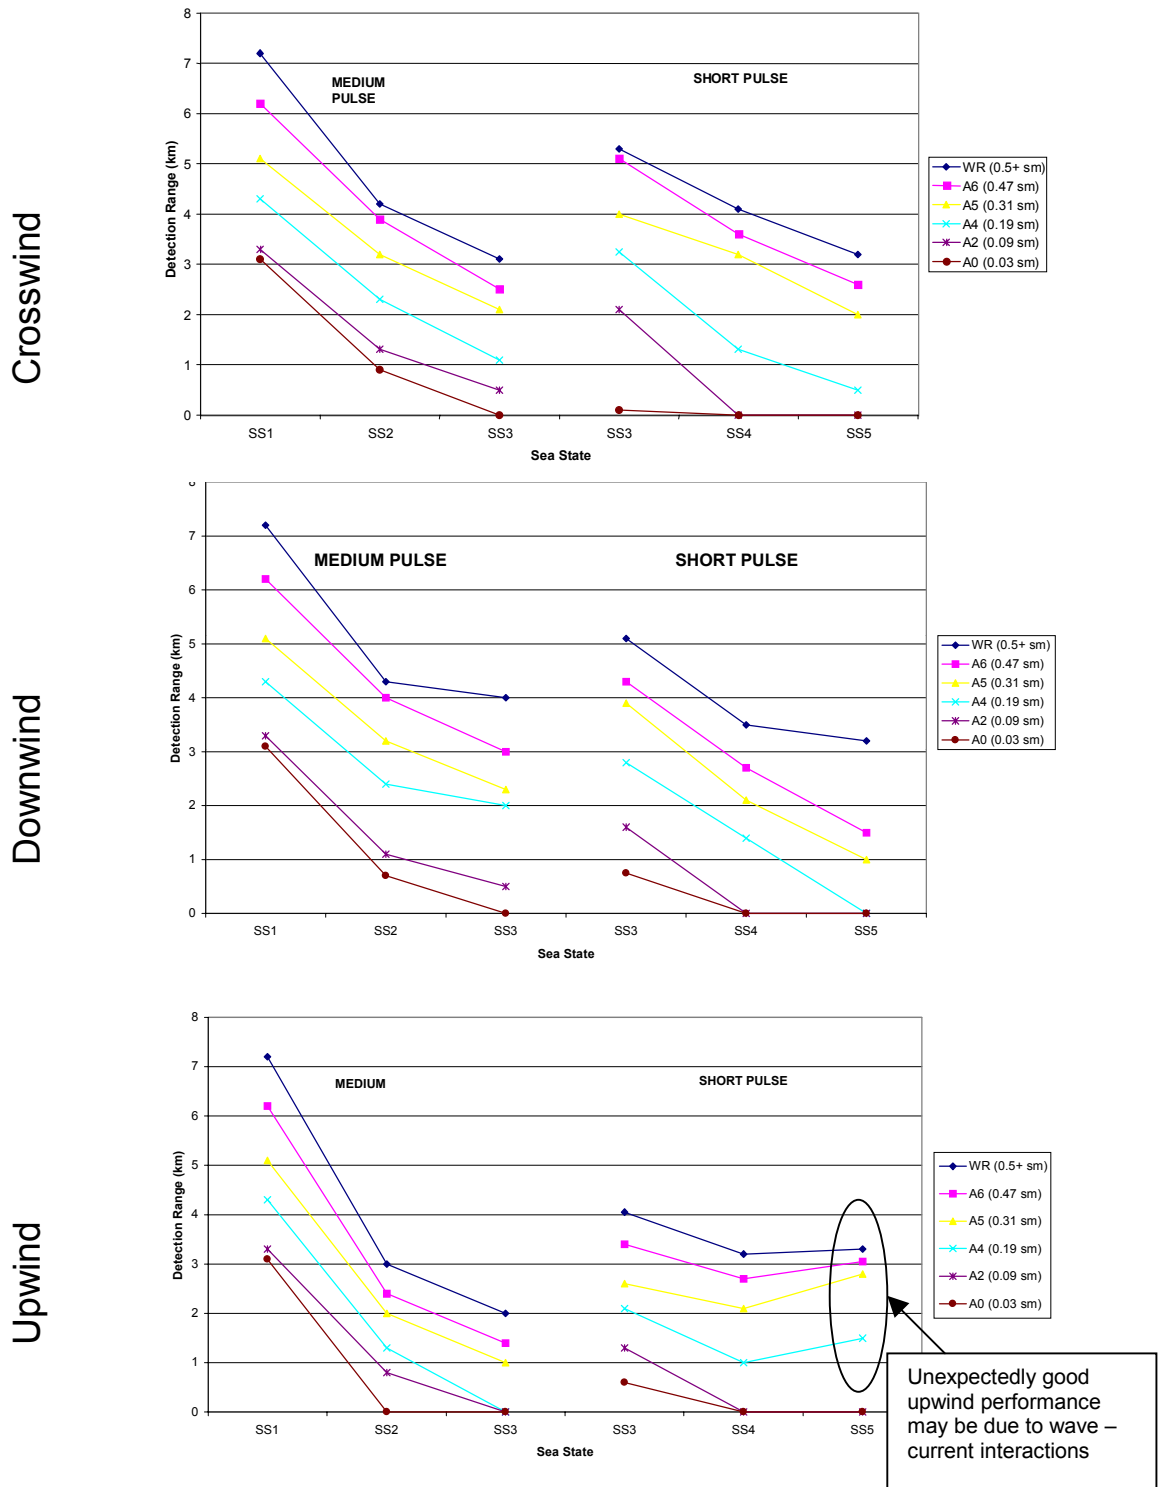 Crosswind
8
7
6
5
4
3
2
1
0
Detection Range (km)
MEDIUM
PULSE
SHORT PULSE
SS1 SS2 SS3 SS3 SS4 SS5
Sea State
WR (0.5+ sm)
A6 (0.47 sm)
A5 (0.31 sm)
A4 (0.19 sm)
A2 (0.09 sm)
A0 (0.03 sm)
Downwind
8
7
6
5
4
3
2
1
0
Detection Range (km)
MEDIUM PULSE
SHORT PULSE
SS1 SS2 SS3 SS3 SS4 SS5
Sea State
WR (0.5+ sm)
A6 (0.47 sm)
A5 (0.31 sm)
A4 (0.19 sm)
A2 (0.09 sm)
A0 (0.03 sm)
Upwind
8
7
6
5
4
3
2
1
0
Detection Range (km)
MEDIUM
SHORT PULSE
SS1 SS2 SS3 SS3 SS4 SS5
Sea State
WR (0.5+ sm)
A6 (0.47 sm)
A5 (0.31 sm)
A4 (0.19 sm)
A2 (0.09 sm)
A0 (0.03 sm)
Unexpectedly good
upwind performance
may be due to wave –
current interactions